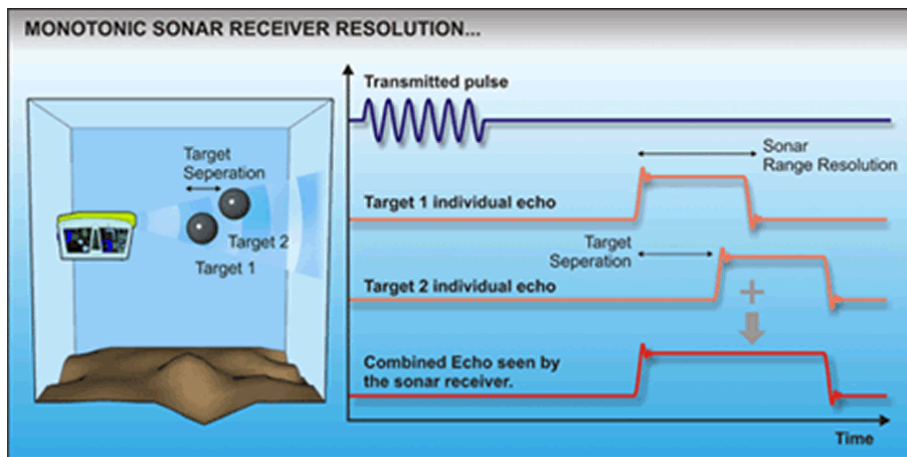 MONOTONIC SONAR RECEIVER RESOLUTION...
Target
Seperation
Target 2
Target 1
Transmitted pulse
Sonar
Range Resolution
Target 1 individual echo
Target
Seperation
Target 2 individual echo
+
Combined Echo seen by
the sonar receiver.
Time